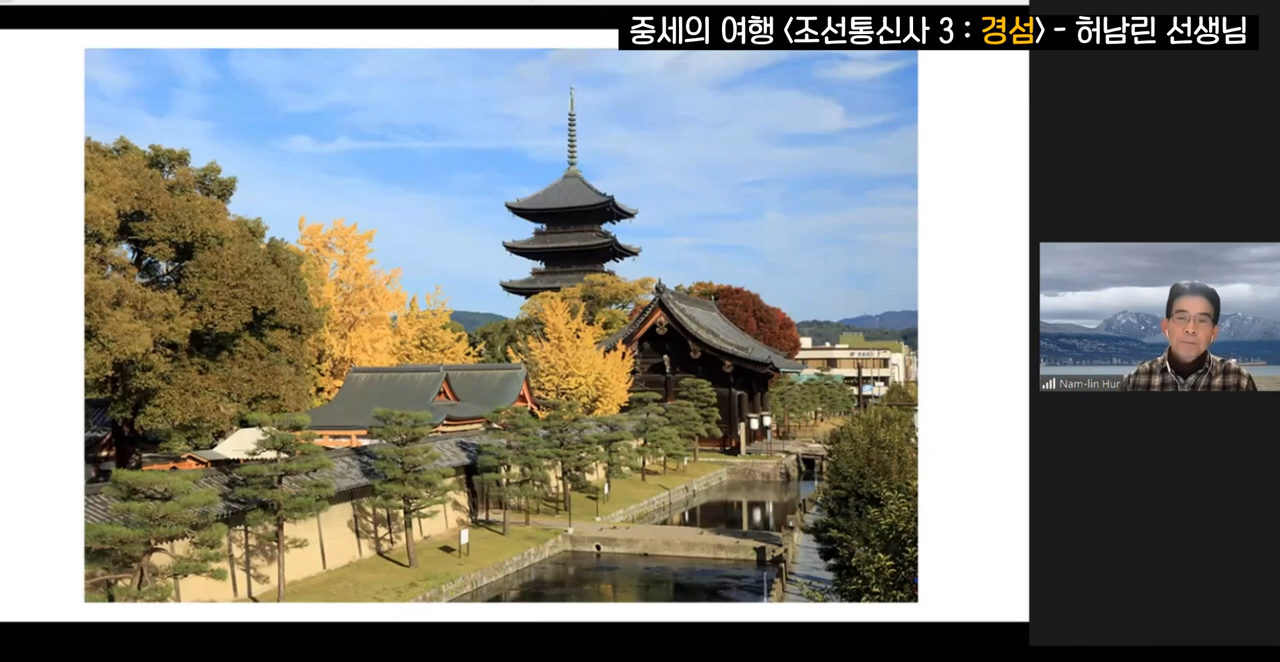 중세의 여행 <조선통신사 3 : 경섬> - 허남린 선생님
Nam-lin Hur